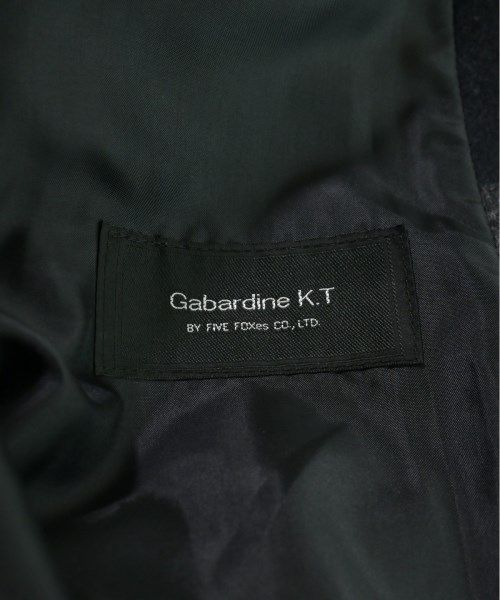 Gabardine K.T
BY FIVE FOXes CO., LTD.